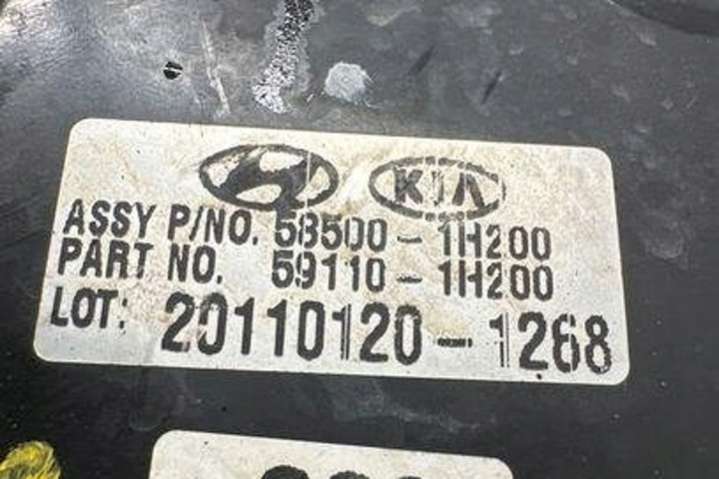 KIA
ASSY P/NO. 58500-1H200
PART NO. 59110-1H200
LOT: 20110120-1268